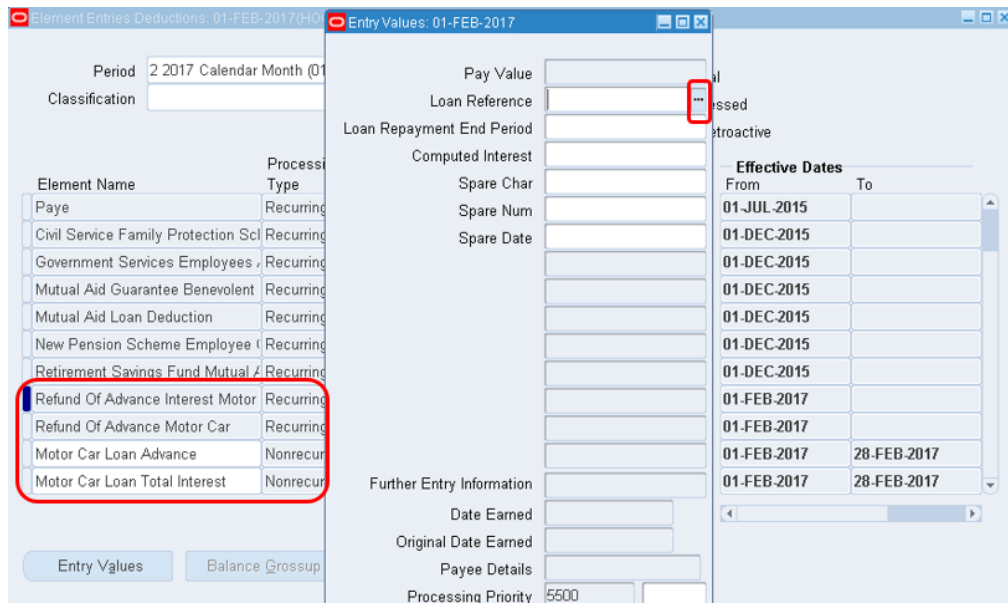 Element Entries Deductions: 01-FEB-2017(HO
Entry Values: 01-FEB-2017
Period 2 2017 Calendar Month (01
Classification
Pay Value
Loan Reference
...
essed
Loan Repayment End Period
etroactive
Computed Interest
Spare Char
Spare Num
Spare Date
Element Name
Processi
Type
Effective Dates
From To
Paye Recurring 01-JUL-2015
Civil Service Family Protection Scl Recurring 01-DEC-2015
Government Services Employees Recurring 01-DEC-2015
Mutual Aid Guarantee Benevolent Recurring 01-DEC-2015
Mutual Aid Loan Deduction Recurring 01-DEC-2015
New Pension Scheme Employee Recurring 01-DEC-2015
Retirement Savings Fund Mutual Recurring 01-DEC-2015
Refund Of Advance Interest Motor Recurring 01-FEB-2017
Refund Of Advance Motor Car Recurring 01-FEB-2017
Motor Car Loan Advance Nonrecur 01-FEB-2017 28-FEB-2017
Motor Car Loan Total Interest Nonrecur 01-FEB-2017 28-FEB-2017
Further Entry Information
Date Earned
Original Date Earned
Payee Details
Processing Priority 5500
Entry Values
Balance Grossup